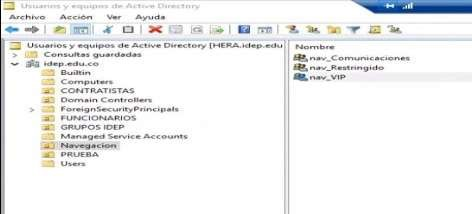 Usuarios y equipos de Active Directory
Archivo Acción Ver Ayuda
Usuarios y equipos de Active Directory [HERA.idep.edu
Consultas guardadas
idep.edu.co
Builtin
Computers
CONTRATISTAS
Domain Controllers
ForeignSecurityPrincipals
FUNCIONARIOS
GRUPOS IDEP
Managed Service Accounts
Navegacion
PRUEBA
Users
Nombre
nav_Comunicaciones
nav_Restringido
nav_VIP